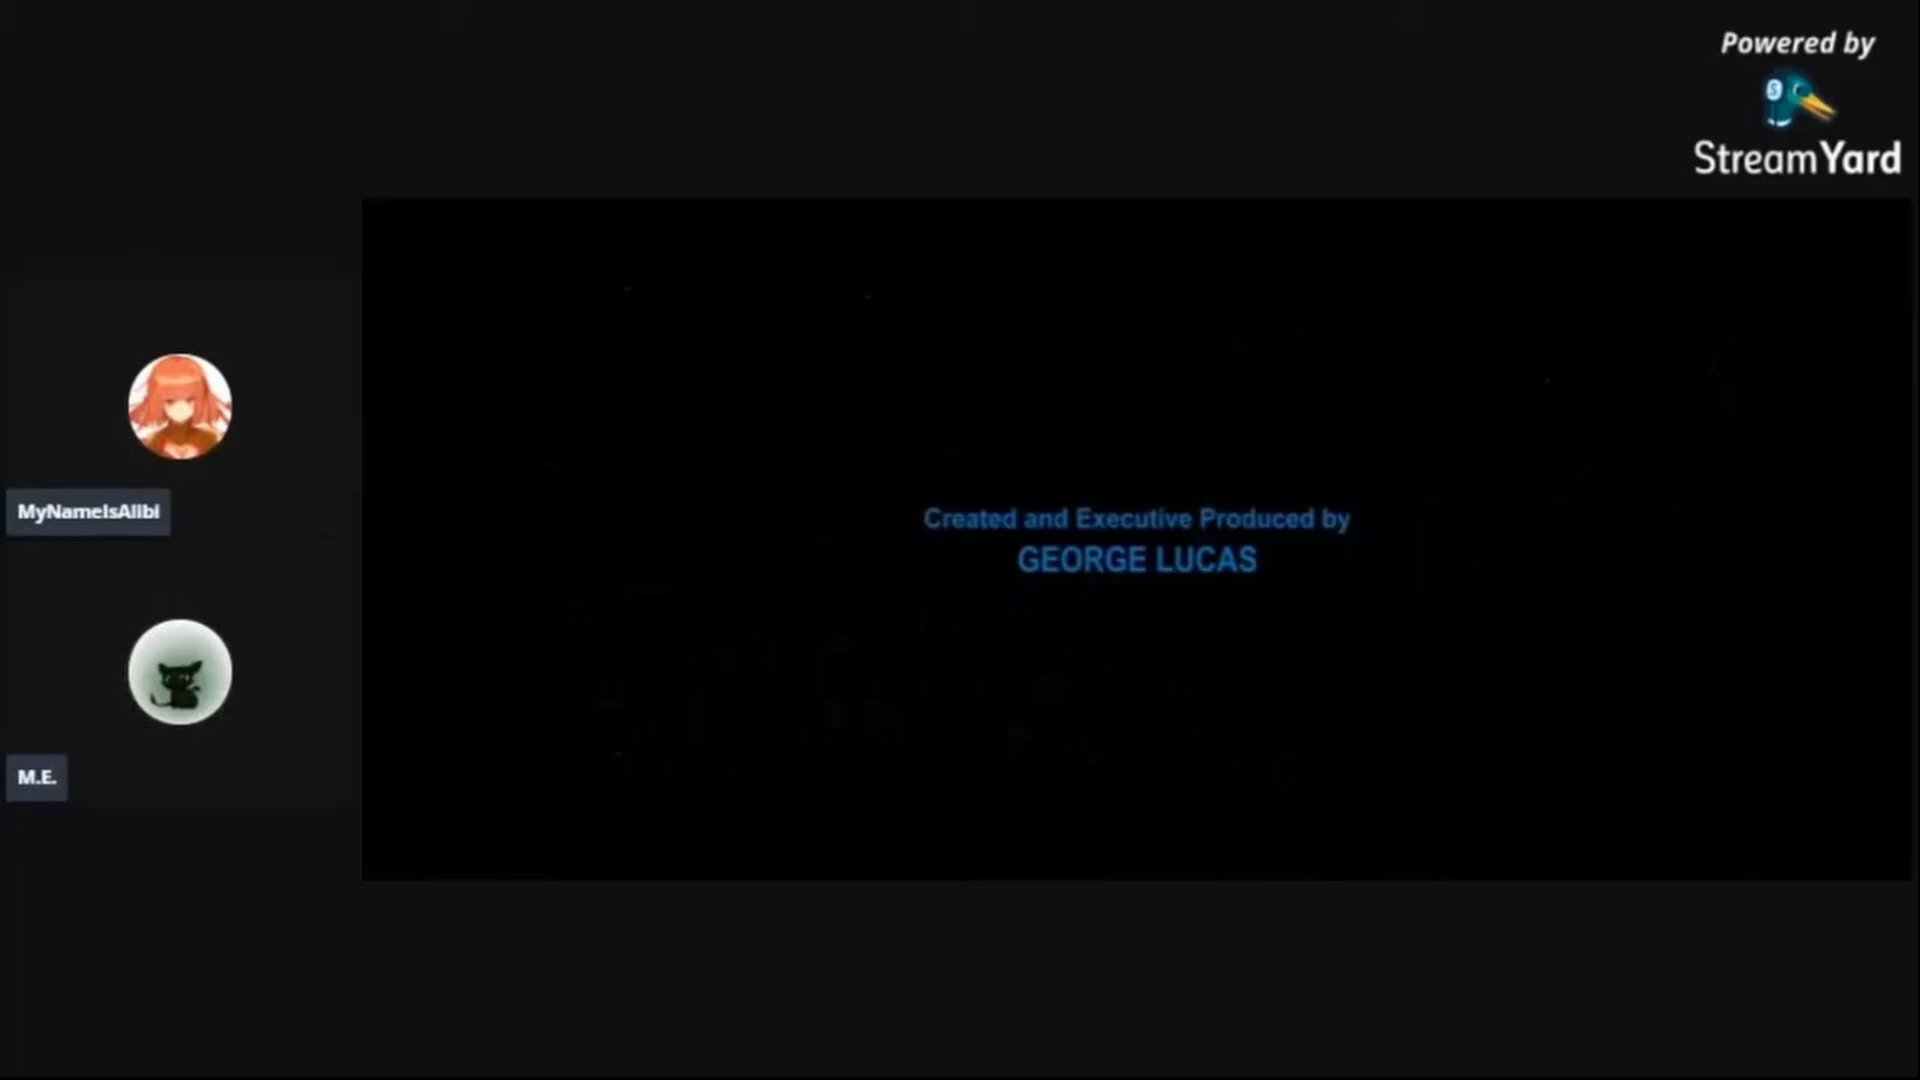 Powered by
StreamYard
MyNameIsAlibi
Created and Executive Produced by
GEORGE LUCAS
M.E.